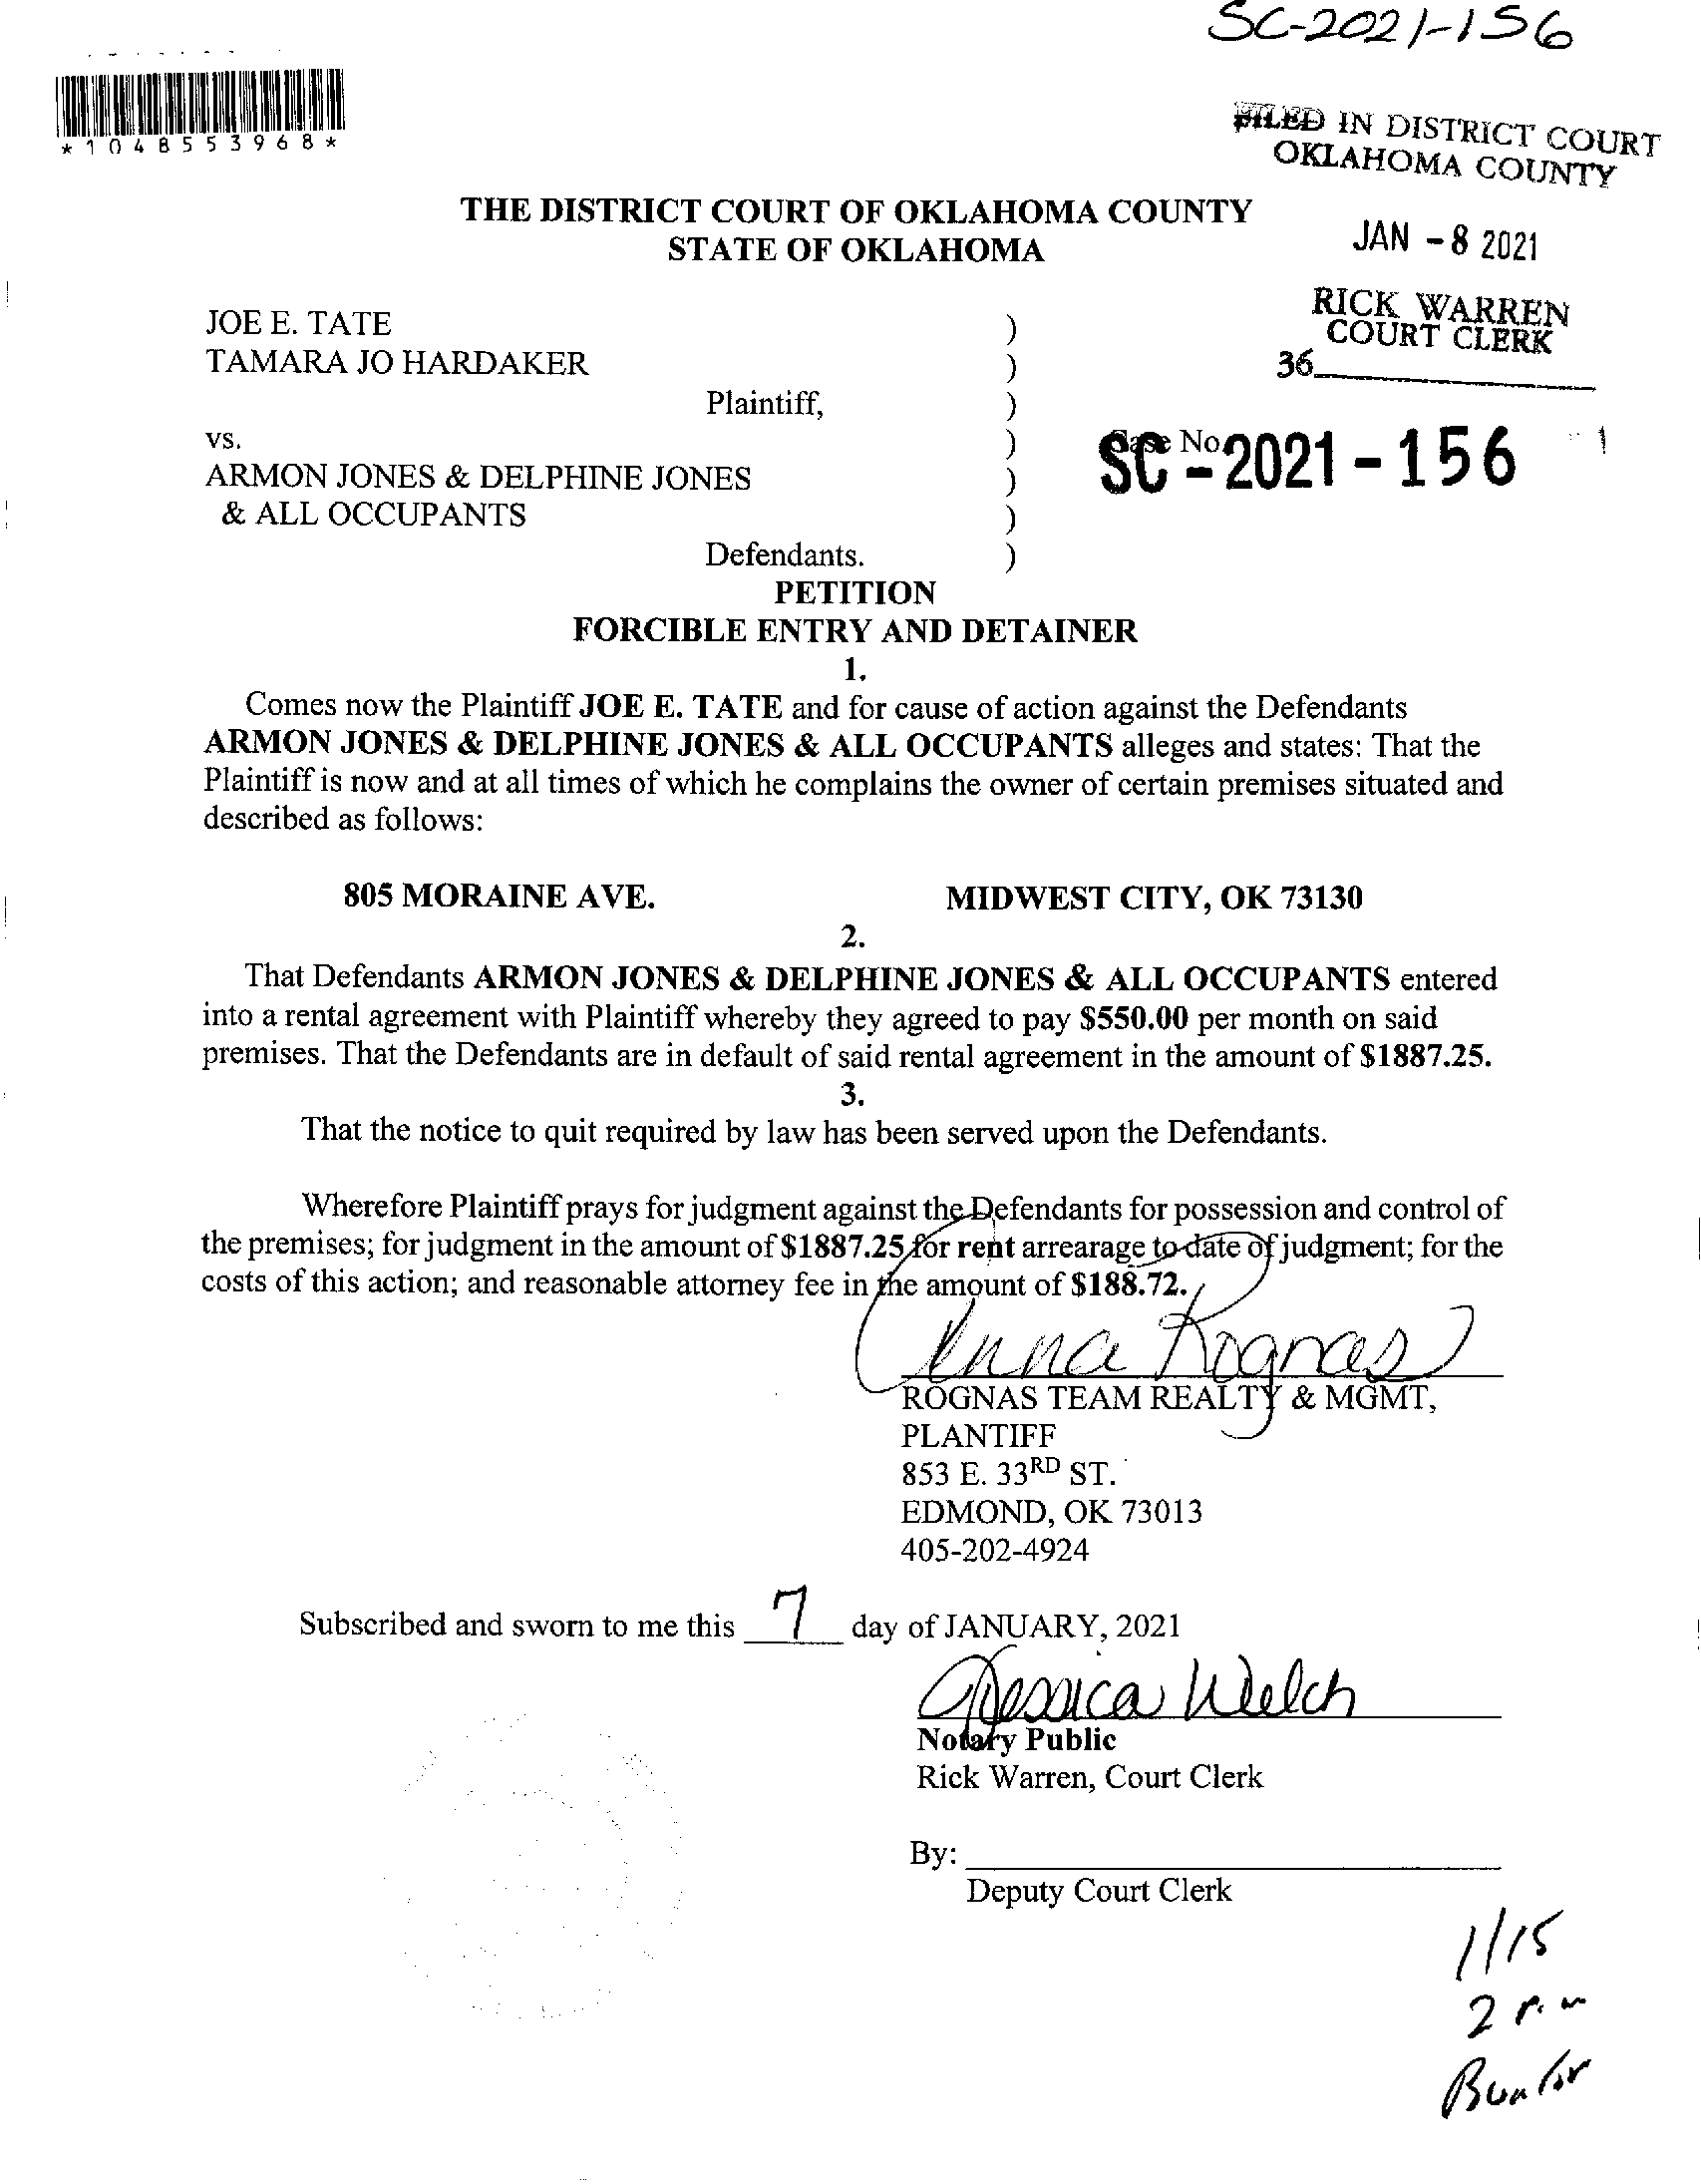 SC-2021-156
*1048553968*
FILED IN DISTRICT COURT
OKLAHOMA COUNTY
THE DISTRICT COURT OF OKLAHOMA COUNTY
STATE OF OKLAHOMA
JAN -8 2021
RICK WARREN
COURT CLERK
36
JOE E. TATE )
TAMARA JO HARDAKER )
Plaintiff, )
vs. )
Case No.
SC-2021-156
ARMON JONES & DELPHINE JONES )
& ALL OCCUPANTS )
Defendants. )
PETITION
FORCIBLE ENTRY AND DETAINER
1.
Comes now the Plaintiff JOE E. TATE and for cause of action against the Defendants
ARMON JONES & DELPHINE JONES & ALL OCCUPANTS alleges and states: That the
Plaintiff is now and at all times of which he complains the owner of certain premises situated and
described as follows:
805 MORAINE AVE. MIDWEST CITY, OK 73130
2.
That Defendants ARMON JONES & DELPHINE JONES & ALL OCCUPANTS entered
into a rental agreement with Plaintiff whereby they agreed to pay $550.00 per month on said
premises. That the Defendants are in default of said rental agreement in the amount of $1887.25.
3.
That the notice to quit required by law has been served upon the Defendants.
Wherefore Plaintiff prays for judgment against the Defendants for possession and control of
the premises; for judgment in the amount of $1887.25 for rent arrearage to date of judgment; for the
costs of this action; and reasonable attorney fee in the amount of $188.72.
Anna Rognas
ROGNAS TEAM REALTY & MGMT,
PLANTIFF
853 E. 33RD ST.
EDMOND, OK 73013
405-202-4924
Subscribed and sworn to me this 7 day of JANUARY, 2021
Jessica Welch
Notary Public
Rick Warren, Court Clerk
By:
Deputy Court Clerk
1/15
2 p.m